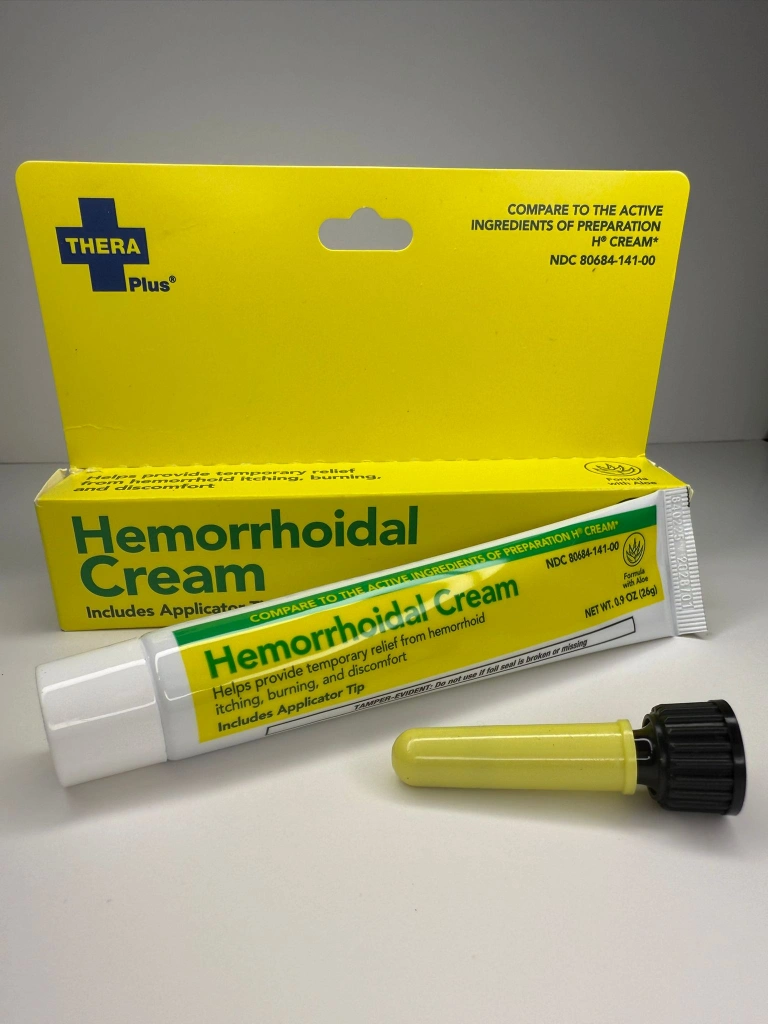 THERA
Plus®
COMPARE TO THE ACTIVE
INGREDIENTS OF PREPARATION
H® CREAM*
NDC 80684-141-00
Helps provide temporary relief
from hemorrhoid itching, burning,
and discomfort
Formula
with Aloe
Hemorrhoidal
Cream
Includes Applicator
COMPARE TO THE ACTIVE INGREDIENTS OF PREPARATION H® CREAM*
NDC 80684-141-00
Hemorrhoidal Cream
Helps provide temporary relief from hemorrhoid
itching, burning, and discomfort
Includes Applicator Tip
Formula
with Aloe
NET WT. 0.9 OZ (26g)
TAMPER-EVIDENT: Do not use if foil seal is broken or missing